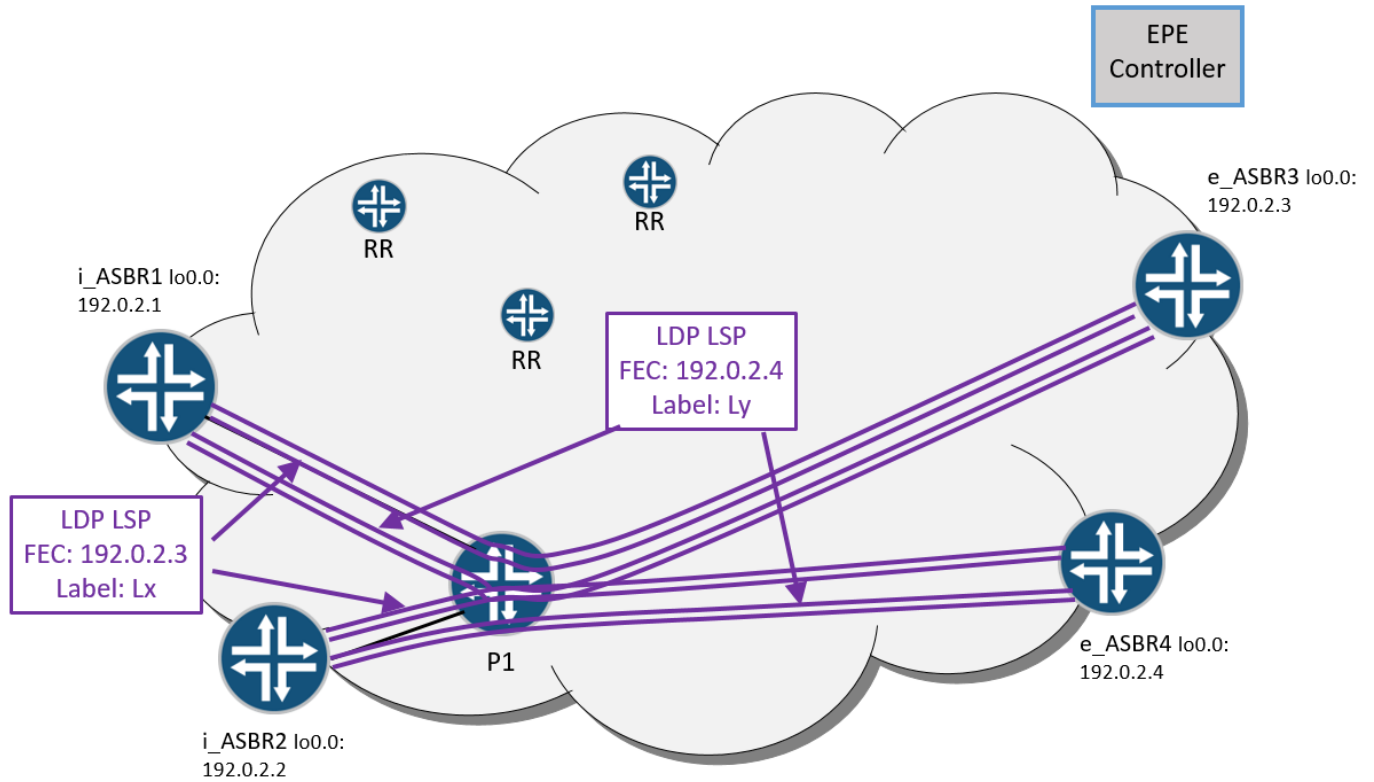 EPE
Controller
e_ASBR3 lo0.0:
192.0.2.3
RR
RR
i_ASBR1 lo0.0:
192.0.2.1
RR
LDP LSP
FEC: 192.0.2.4
Label: Ly
LDP LSP
FEC: 192.0.2.3
Label: Lx
P1
e_ASBR4 lo0.0:
192.0.2.4
i_ASBR2 lo0.0:
192.0.2.2